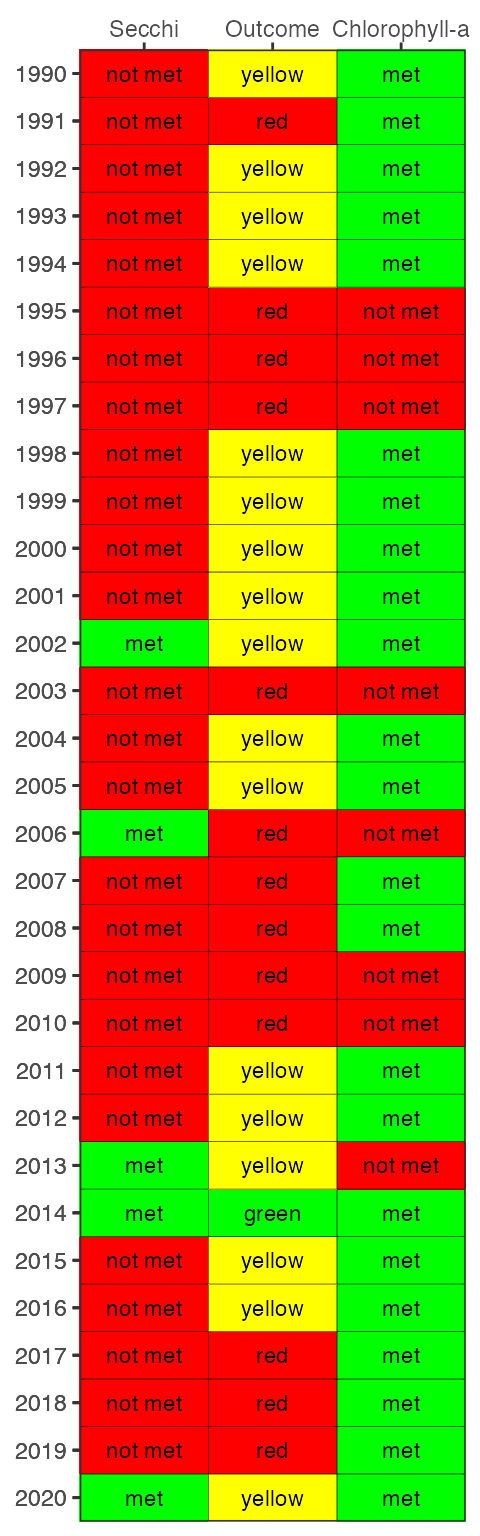 Secchi Outcome Chlorophyll-a
1990 not met yellow met
1991 not met red met
1992 not met yellow met
1993 not met yellow met
1994 not met yellow met
1995 not met red not met
1996 not met red not met
1997 not met red not met
1998 not met yellow met
1999 not met yellow met
2000 not met yellow met
2001 not met yellow met
2002 met yellow met
2003 not met red not met
2004 not met yellow met
2005 not met yellow met
2006 met red not met
2007 not met red met
2008 not met red met
2009 not met red not met
2010 not met red not met
2011 not met yellow met
2012 not met yellow met
2013 met yellow not met
2014 met green met
2015 not met yellow met
2016 not met yellow met
2017 not met red met
2018 not met red met
2019 not met red met
2020 met yellow met